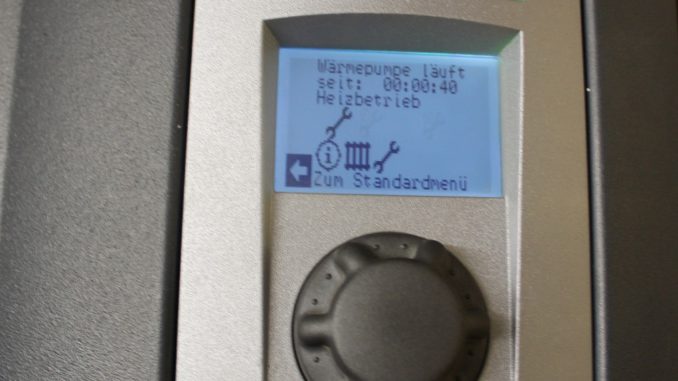 Wärmepumpe läuft
seit: 00:00:40
Heizbetrieb
Zum Standardmenü